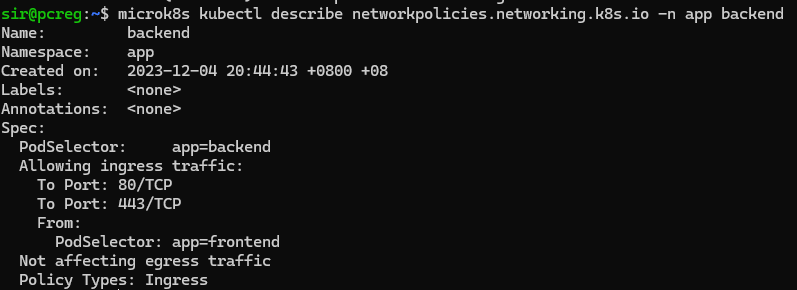 sir@pcreg:~$ microk8s kubectl describe networkpolicies.networking.k8s.io -n app backend
Name:         backend
Namespace:    app
Created on:   2023-12-04 20:44:43 +0800 +08
Labels:       <none>
Annotations:  <none>
Spec:
  PodSelector:     app=backend
  Allowing ingress traffic:
    To Port: 80/TCP
    To Port: 443/TCP
    From:
      PodSelector: app=frontend
  Not affecting egress traffic
  Policy Types: Ingress